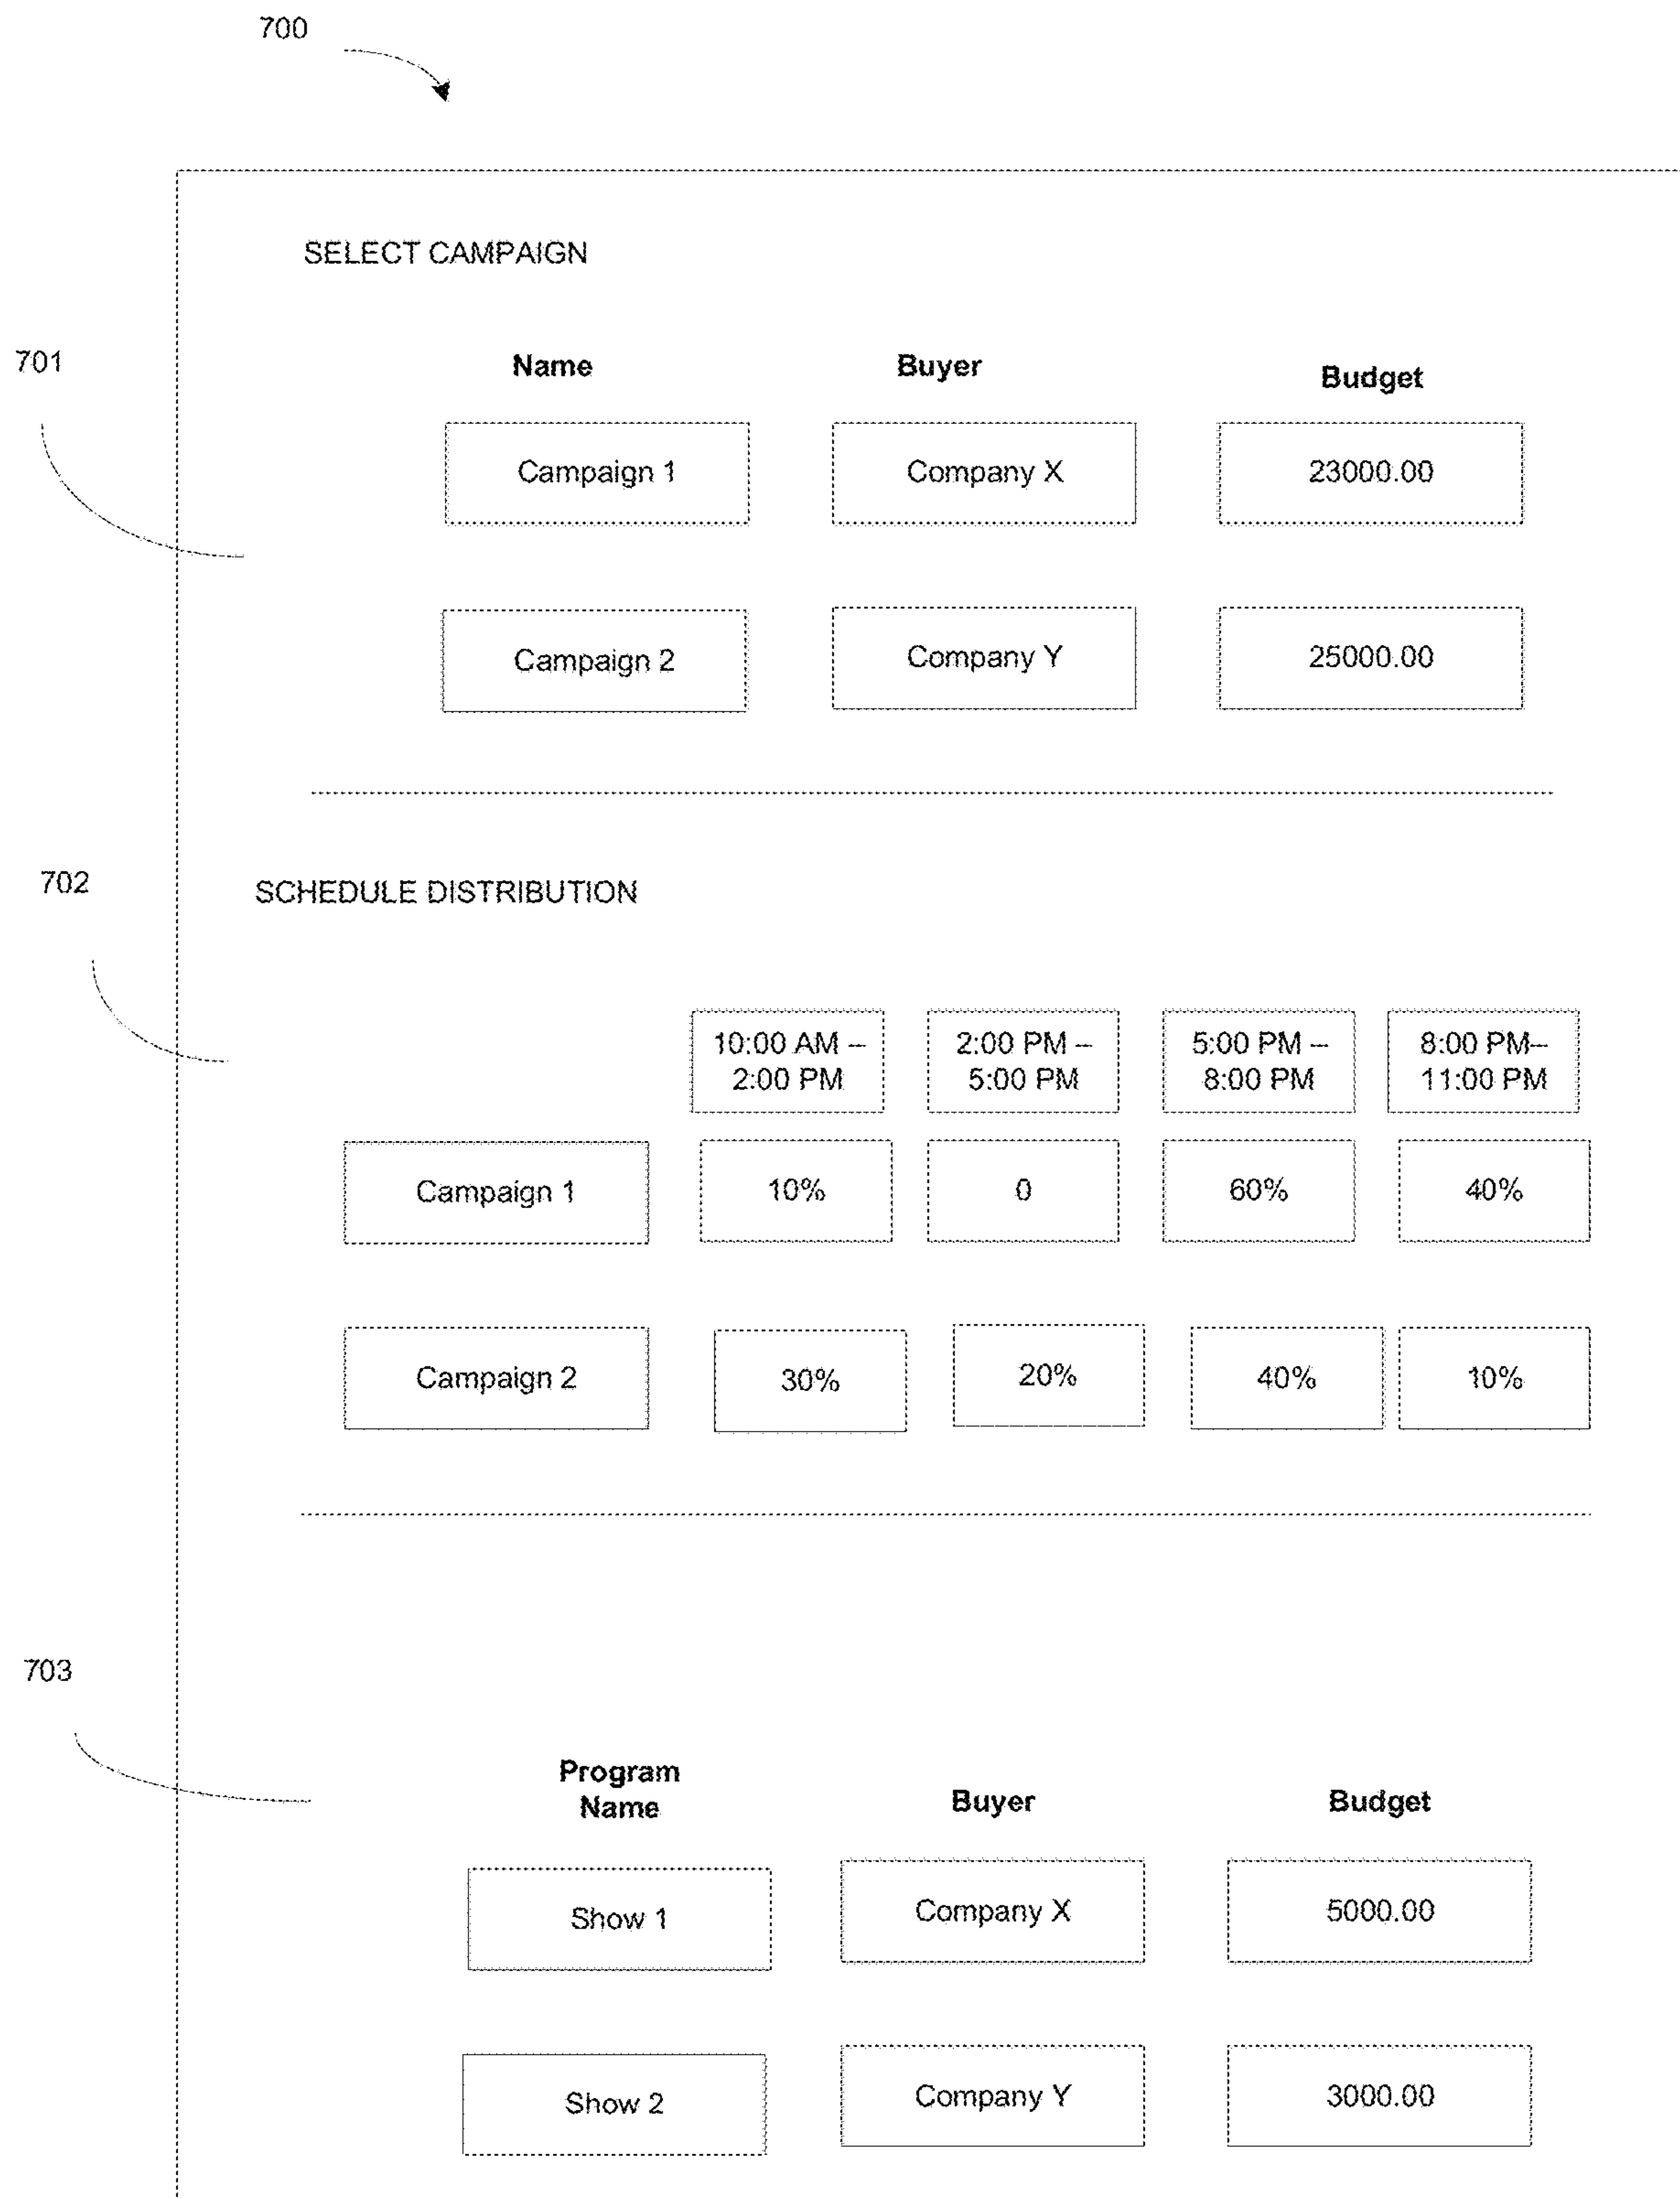 700
SELECT CAMPAIGN
701
Name Buyer Budget
Campaign 1 Company X 23000.00
Campaign 2 Company Y 25000.00
702
SCHEDULE DISTRIBUTION
10:00 AM –
2:00 PM
2:00 PM –
5:00 PM
5:00 PM –
8:00 PM
8:00 PM–
11:00 PM
Campaign 1 10% 0 60% 40%
Campaign 2 30% 20% 40% 10%
703
Program
Name
Buyer Budget
Show 1 Company X 5000.00
Show 2 Company Y 3000.00